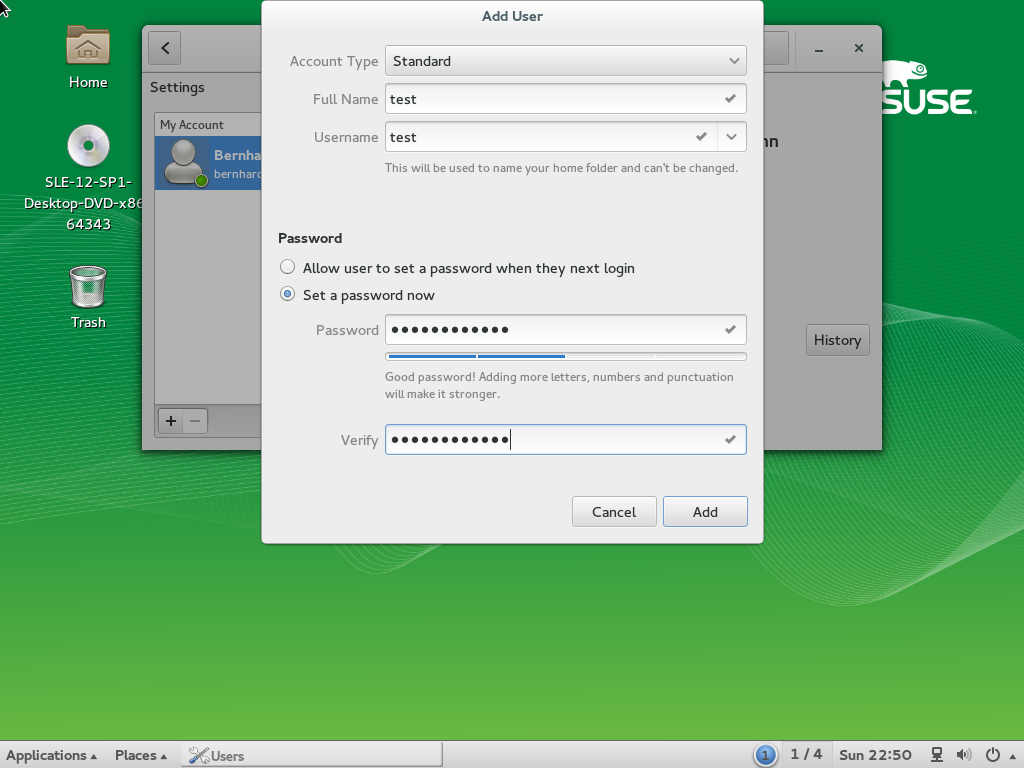 Add User
Account Type Standard
Full Name test
Username test
This will be used to name your home folder and can't be changed.
Password
Allow user to set a password when they next login
Set a password now
Password ●●●●●●●●●●●●
Good password! Adding more letters, numbers and punctuation
will make it stronger.
Verify ●●●●●●●●●●●●
Cancel Add
Settings
My Account
Bernha
bernhard
nn
History
Home
SLE-12-SP1-
Desktop-DVD-x86
64343
Trash
SUSE
Applications Places Users 1 1 / 4 Sun 22:50